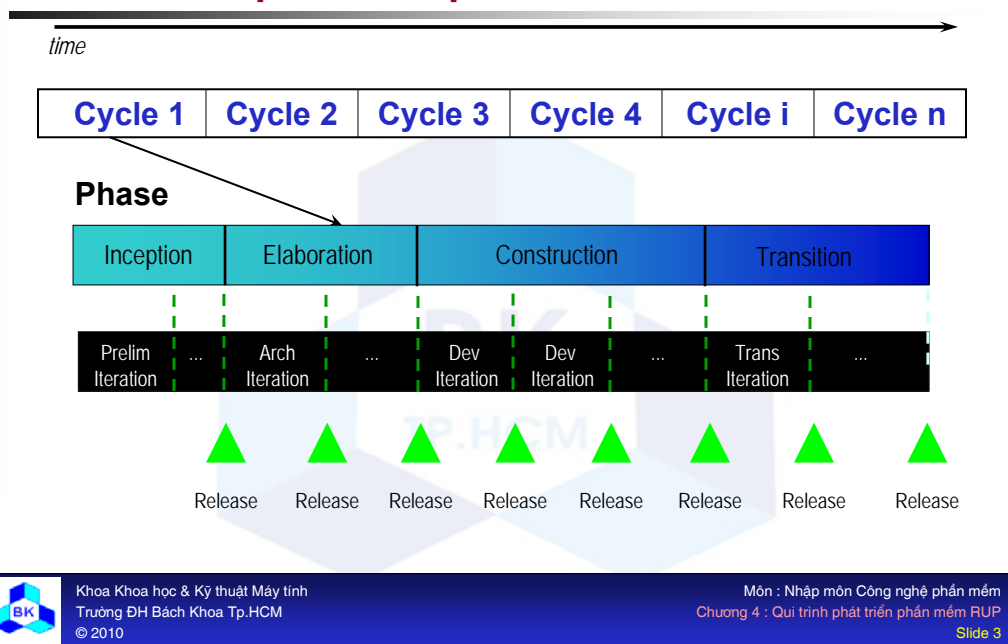 time
Cycle 1 Cycle 2 Cycle 3 Cycle 4 Cycle i Cycle n
Phase
Inception Elaboration Construction Transition
Prelim Iteration ... Arch Iteration ... Dev Iteration Dev Iteration ... Trans Iteration ...
BK
TP.HCM
Release Release Release Release Release Release Release Release
BK
Khoa Khoa học & Kỹ thuật Máy tính
Trường ĐH Bách Khoa Tp.HCM
© 2010
Môn : Nhập môn Công nghệ phần mềm
Chương 4 : Qui trình phát triển phần mềm RUP
Slide 3